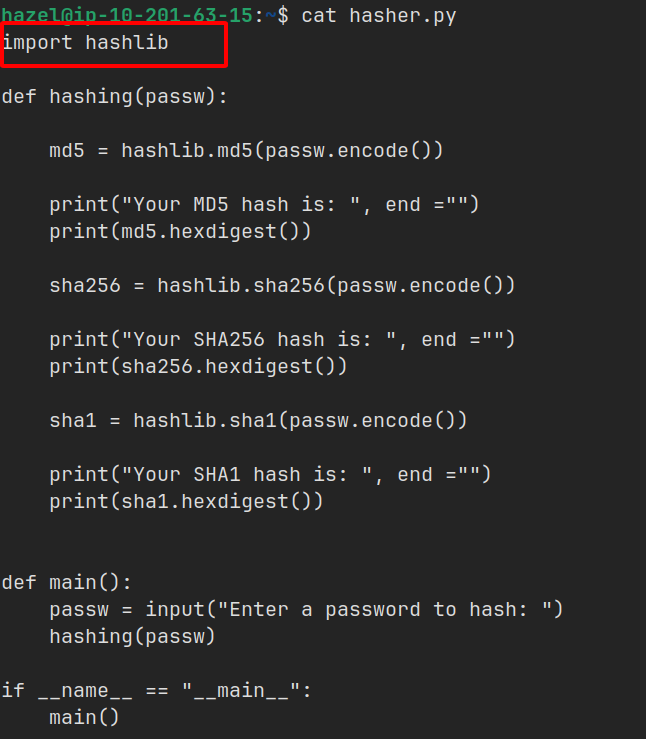 hazel@ip-10-201-63-15:~$ cat hasher.py
import hashlib
def hashing(passw):
    md5 = hashlib.md5(passw.encode())
    print("Your MD5 hash is: ", end ="")
    print(md5.hexdigest())
    sha256 = hashlib.sha256(passw.encode())
    print("Your SHA256 hash is: ", end ="")
    print(sha256.hexdigest())
    sha1 = hashlib.sha1(passw.encode())
    print("Your SHA1 hash is: ", end ="")
    print(sha1.hexdigest())
def main():
    passw = input("Enter a password to hash: ")
    hashing(passw)
if __name__ == "__main__":
    main()